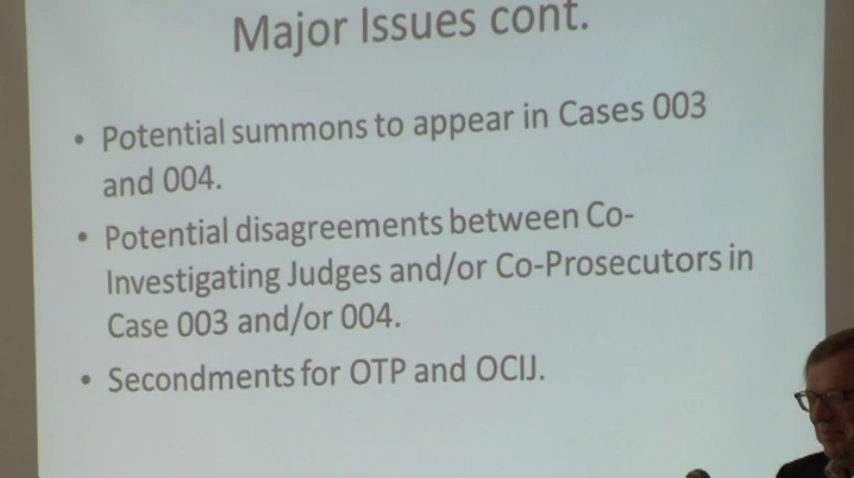 Major Issues cont.
• Potential summons to appear in Cases 003
and 004.
• Potential disagreements between Co-
Investigating Judges and/or Co-Prosecutors in
Case 003 and/or 004.
• Secondments for OTP and OCIJ.